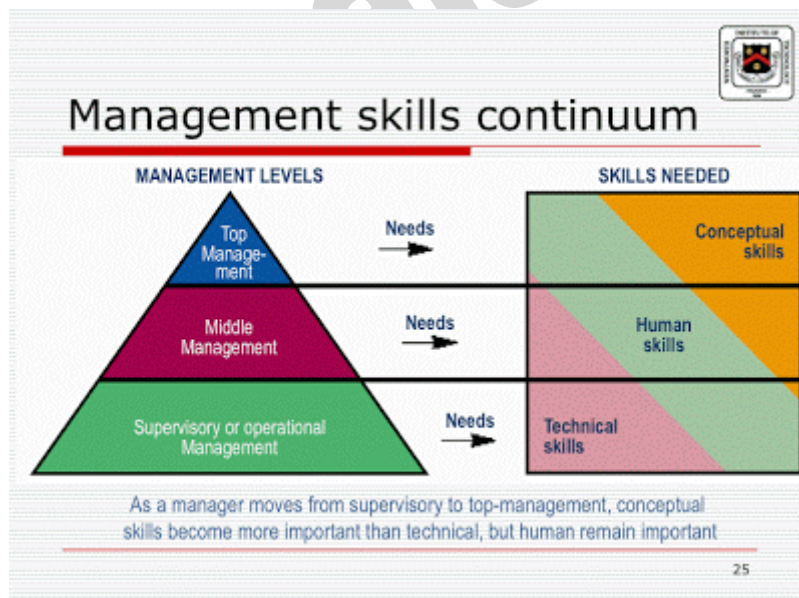 Management skills continuum
MANAGEMENT LEVELS
SKILLS NEEDED
Top
Manage-
ment
Needs
Conceptual
skills
Middle
Management
Needs
Human
skills
Supervisory or operational
Management
Needs
Technical
skills
As a manager moves from supervisory to top-management, conceptual
skills become more important than technical, but human remain important
25